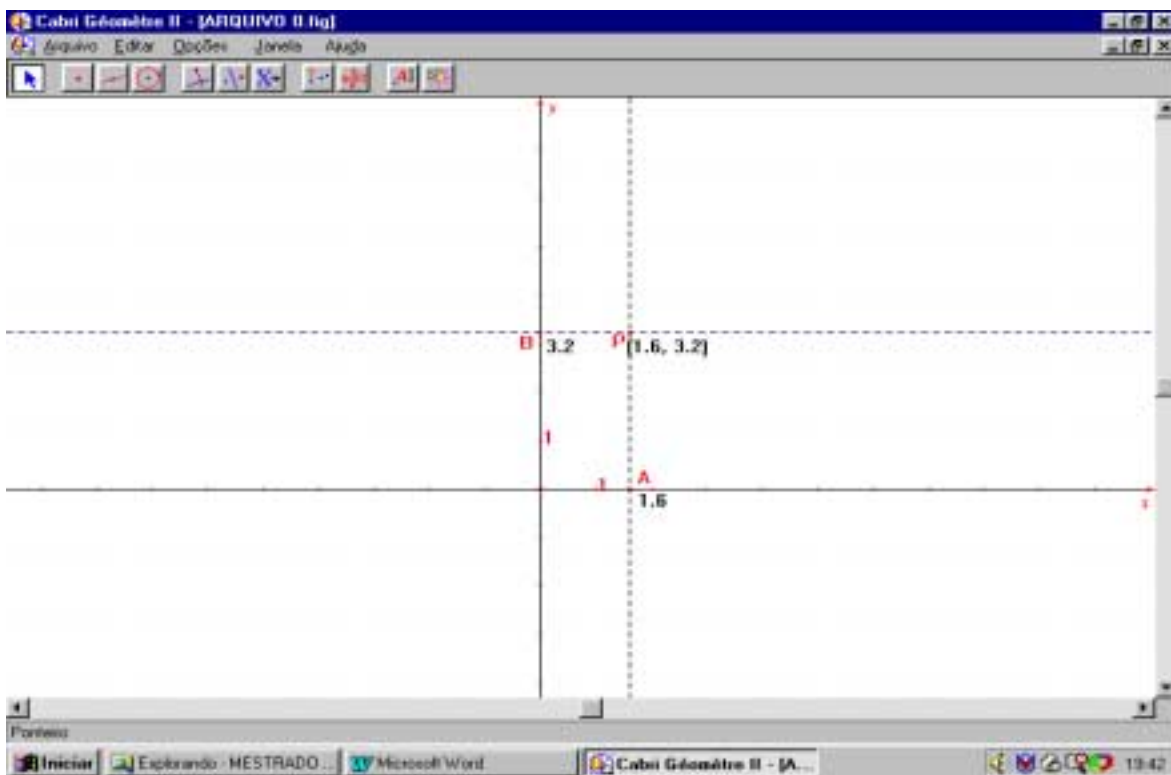 Cabri Géomètre II - [ARQUIVO 0.fig]
Arquivo Editar Opções Janela Ajuda
y
B 3.2 P (1.6, 3.2)
1
1 A
1.6
x
Ponteiro
Iniciar Explorando - MESTRADO... Microsoft Word Cabri Géomètre II - [A... 19:42